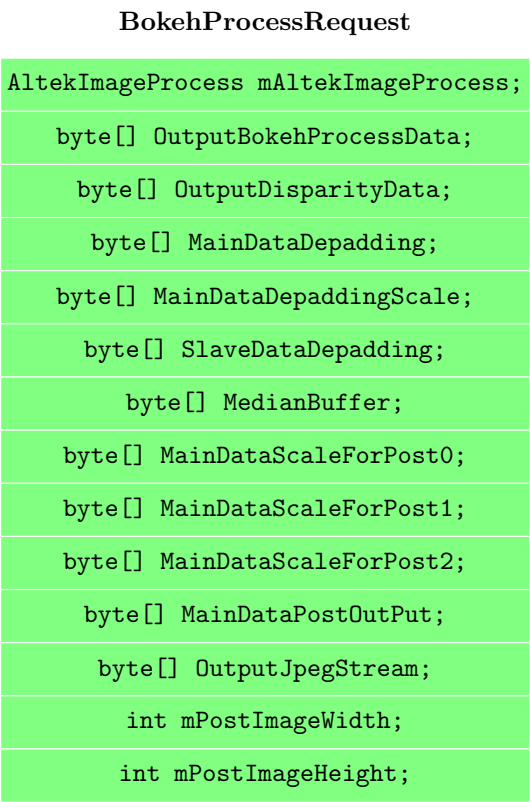 BokehProcessRequest
AltekImageProcess mAltekImageProcess;
byte[] OutputBokehProcessData;
byte[] OutputDisparityData;
byte[] MainDataDepadding;
byte[] MainDataDepaddingScale;
byte[] SlaveDataDepadding;
byte[] MedianBuffer;
byte[] MainDataScaleForPost0;
byte[] MainDataScaleForPost1;
byte[] MainDataScaleForPost2;
byte[] MainDataPostOutPut;
byte[] OutputJpegStream;
int mPostImageWidth;
int mPostImageHeight;